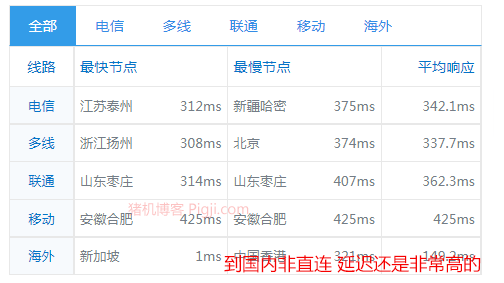 全部 电信 多线 联通 移动 海外
线路 最快节点 最慢节点 平均响应
电信 江苏泰州 312ms 新疆哈密 375ms 342.1ms
多线 浙江扬州 308ms 北京 374ms 337.7ms
联通 山东枣庄 314ms 山东枣庄 407ms 362.3ms
猪机博客 Piqji.com
移动 安徽合肥 425ms 安徽合肥 425ms 425ms
海外 新加坡 1ms 中国香港 321ms 149.2ms
到国内非直连 延迟还是非常高的